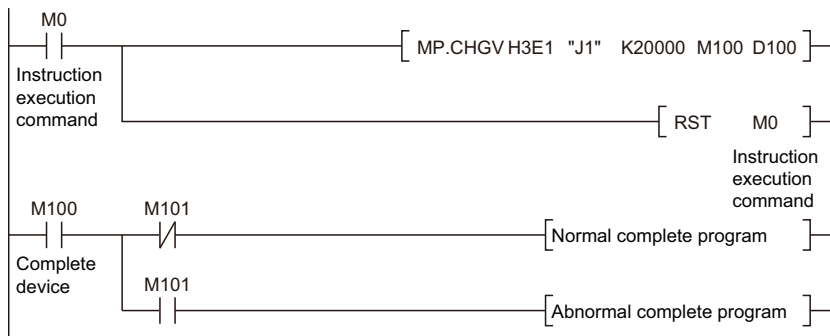 M0
MP.CHGV H3E1 "J1" K20000 M100 D100
Instruction
execution
command
RST M0
Instruction
execution
command
M100 M101
Normal complete program
Complete
device
M101
Abnormal complete program